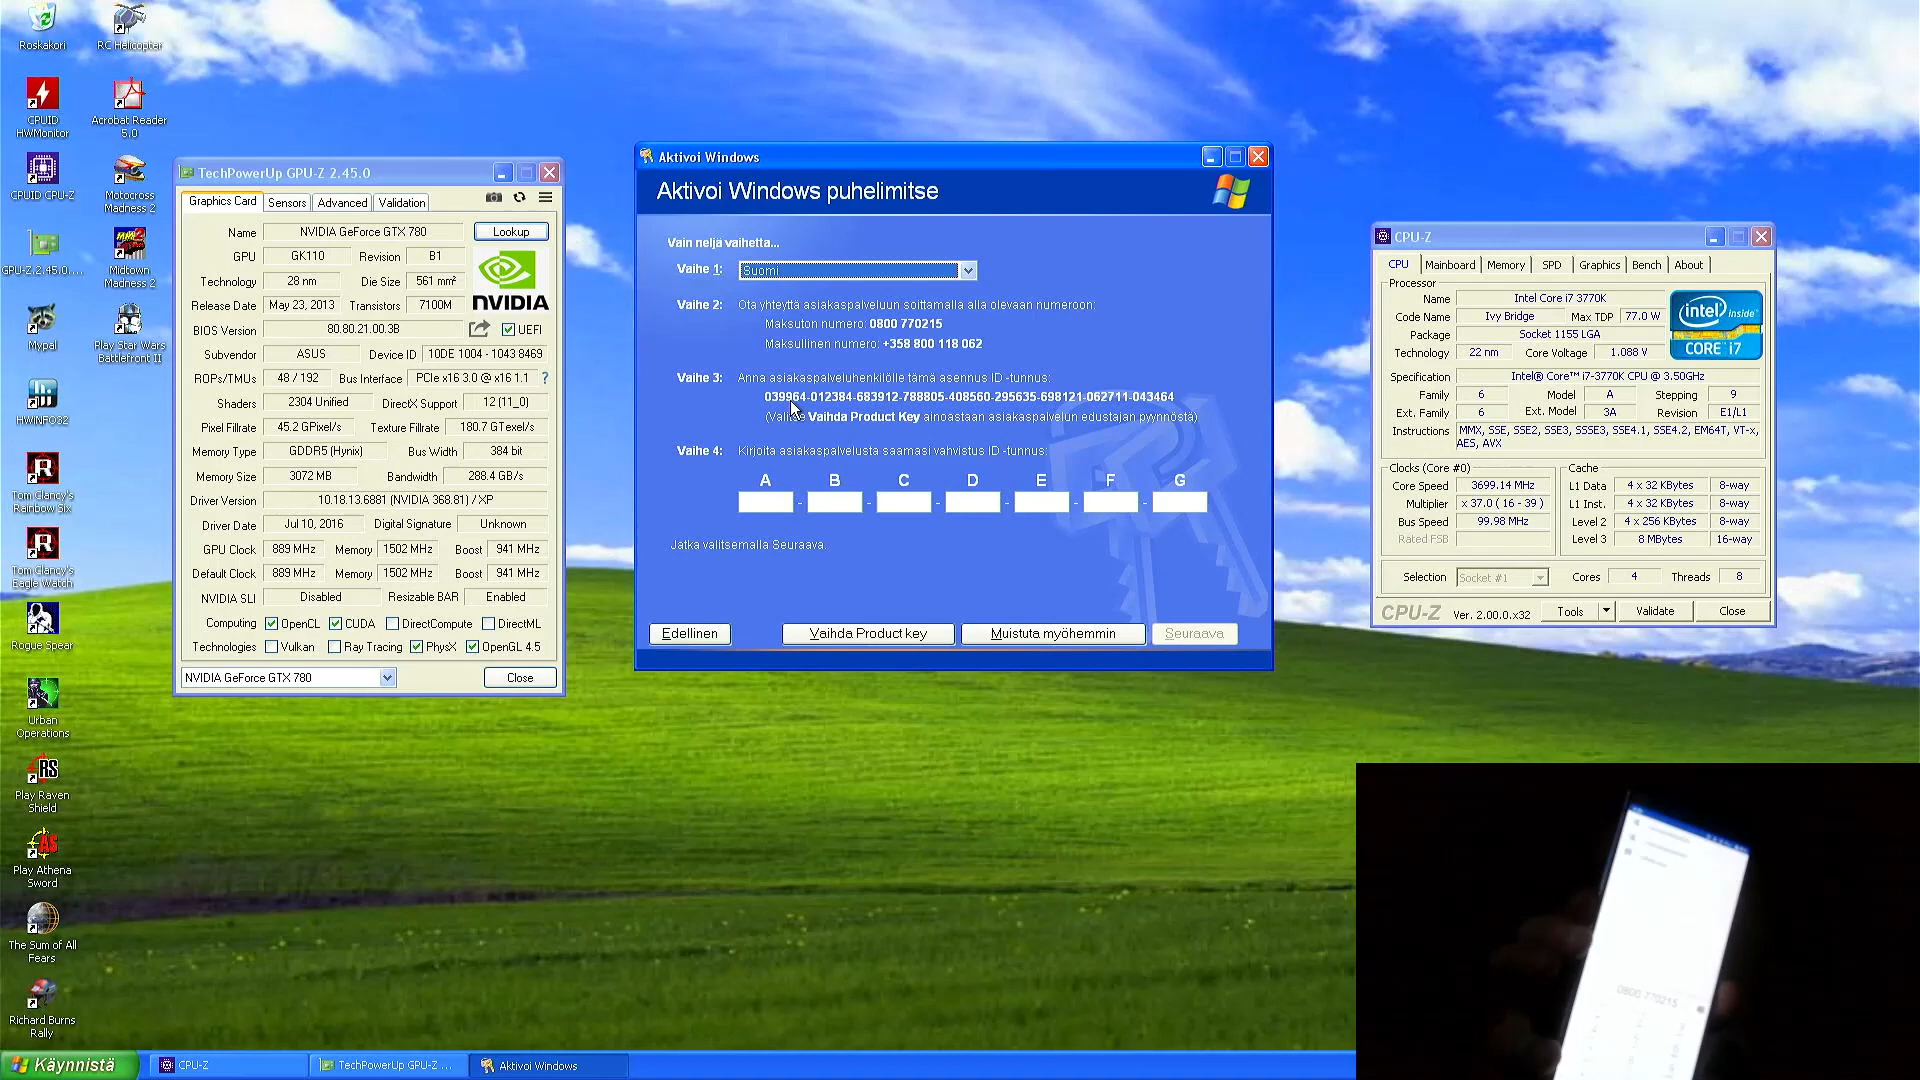 Roskakori
RC Helicopter
CPUID
HWMonitor
Acrobat Reader
5.0
CPUID CPU-Z
Motocross
Madness 2
GPU-Z.2.45.0....
Midtown
Madness 2
Mypal
Play Star Wars
Battlefront II
HWiNFO32
Tom Clancy's
Rainbow Six
Tom Clancy's
Eagle Watch
Rogue Spear
Urban
Operations
Play Raven
Shield
Play Athena
Sword
The Sum of All
Fears
Richard Burns
Rally
TechPowerUp GPU-Z 2.45.0
Graphics Card Sensors Advanced Validation
Name NVIDIA GeForce GTX 780 Lookup
GPU GK110 Revision B1
Technology 28 nm Die Size 561 mm²
Release Date May 23, 2013 Transistors 7100M
NVIDIA
BIOS Version 80.80.21.00.3B UEFI
Subvendor ASUS Device ID 10DE 1004 - 1043 8469
ROPs/TMUs 48 / 192 Bus Interface PCIe x16 3.0 @ x16 1.1 ?
Shaders 2304 Unified DirectX Support 12 (11_0)
Pixel Fillrate 45.2 GPixel/s Texture Fillrate 180.7 GTexel/s
Memory Type GDDR5 (Hynix) Bus Width 384 bit
Memory Size 3072 MB Bandwidth 288.4 GB/s
Driver Version 10.18.13.6881 (NVIDIA 368.81) / XP
Driver Date Jul 10, 2016 Digital Signature Unknown
GPU Clock 889 MHz Memory 1502 MHz Boost 941 MHz
Default Clock 889 MHz Memory 1502 MHz Boost 941 MHz
NVIDIA SLI Disabled Resizable BAR Enabled
Computing OpenCL CUDA DirectCompute DirectML
Technologies Vulkan Ray Tracing PhysX OpenGL 4.5
NVIDIA GeForce GTX 780 Close
Aktivoi Windows
Aktivoi Windows puhelimitse
Vain neljä vaihetta...
Vaihe 1: Suomi
Vaihe 2: Ota yhteyttä asiakaspalveluun soittamalla alla olevaan numeroon:
Maksuton numero: 0800 770215
Maksullinen numero: +358 800 118 062
Vaihe 3: Anna asiakaspalveluhenkilölle tämä asennus ID -tunnus:
039964-012384-683912-788805-408560-295635-698121-062711-043464
Vaihda Product Key ainoastaan asiakaspalvelun edustajan pyynnöstä)
Vaihe 4: Kirjoita asiakaspalvelusta saamasi vahvistus ID -tunnus:
A B C D E F G
- - - - - -
Jatka valitsemalla Seuraava.
Edellinen Vaihda Product key Muistuta myöhemmin Seuraava
CPU-Z
CPU Mainboard Memory SPD Graphics Bench About
Processor
Name Intel Core i7 3770K
Code Name Ivy Bridge Max TDP 77.0 W
Package Socket 1155 LGA
Technology 22 nm Core Voltage 1.088 V
intel inside
CORE i7
Specification Intel® Core™ i7-3770K CPU @ 3.50GHz
Family 6 Model A Stepping 9
Ext. Family 6 Ext. Model 3A Revision E1/L1
Instructions MMX, SSE, SSE2, SSE3, SSSE3, SSE4.1, SSE4.2, EM64T, VT-x,
AES, AVX
Clocks (Core #0) Cache
Core Speed 3699.14 MHz L1 Data 4 x 32 KBytes 8-way
Multiplier x 37.0 ( 16 - 39 ) L1 Inst. 4 x 32 KBytes 8-way
Bus Speed 99.98 MHz Level 2 4 x 256 KBytes 8-way
Rated FSB Level 3 8 MBytes 16-way
Selection Socket #1 Cores 4 Threads 8
CPU-Z Ver. 2.00.0.x32 Tools Validate Close
0800-770215
Käynnistä CPU-Z TechPowerUp GPU-Z ... Aktivoi Windows